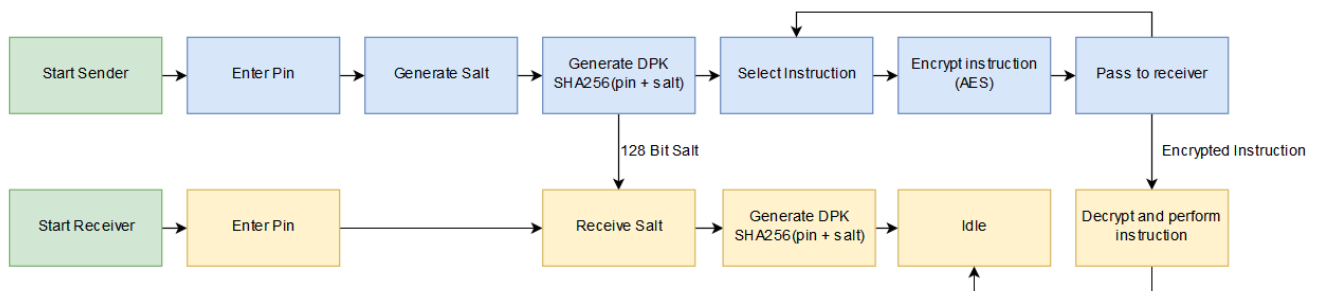 Start Sender
Enter Pin
Generate Salt
Generate DPK
SHA256(pin + salt)
Select Instruction
Encrypt instruction
(AES)
Pass to receiver
128 Bit Salt
Encrypted Instruction
Start Receiver
Enter Pin
Receive Salt
Generate DPK
SHA256(pin + salt)
Idle
Decrypt and perform
instruction